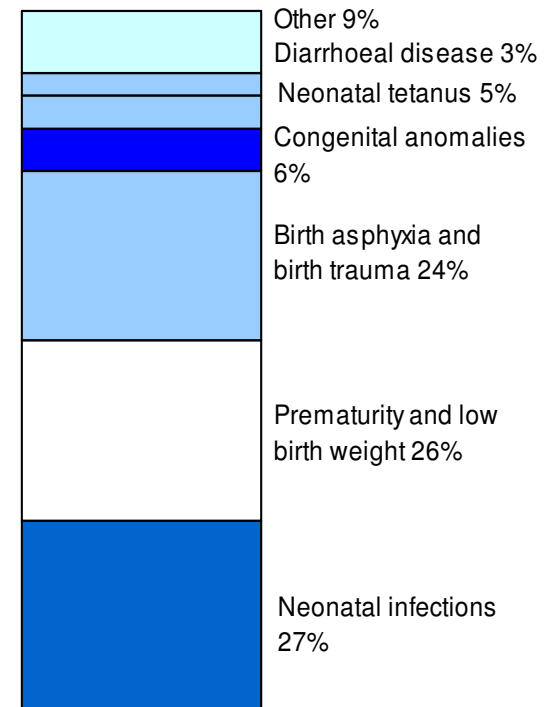 Other 9%
Diarrhoeal disease 3%
Neonatal tetanus 5%
Congenital anomalies
6%
Birth asphyxia and
birth trauma 24%
Prematurity and low
birth weight 26%
Neonatal infections
27%